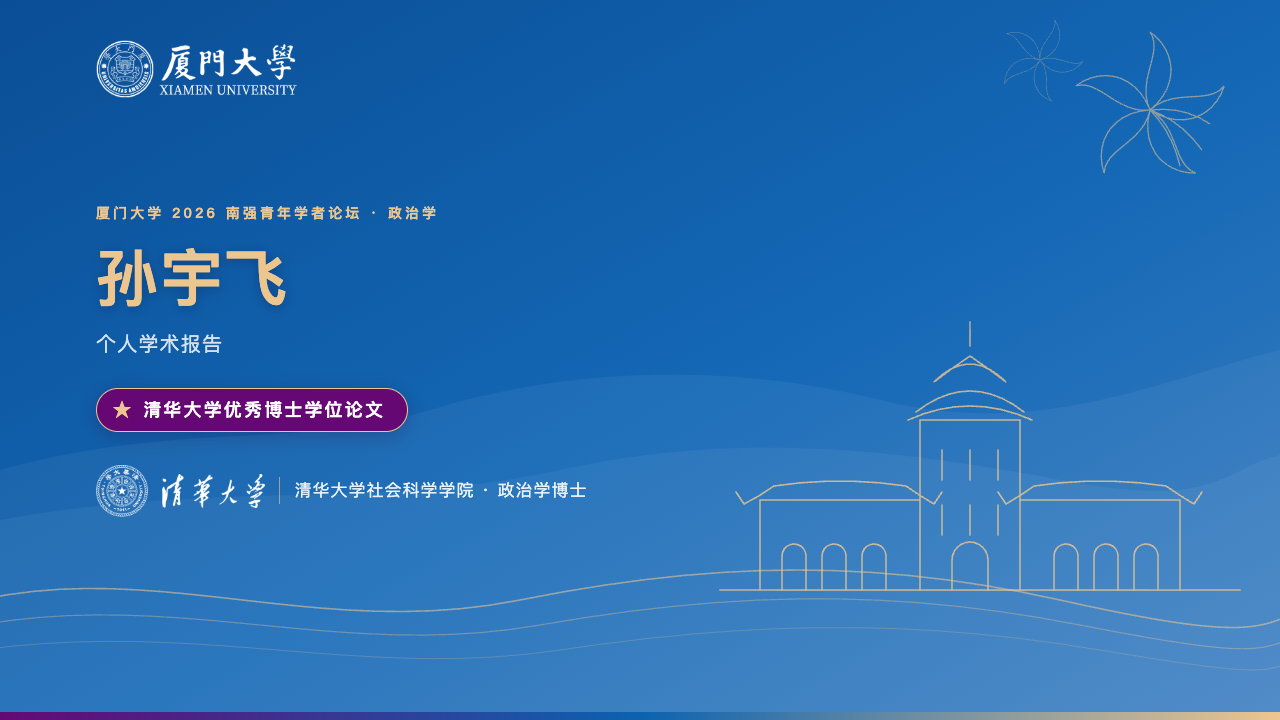 厦門大學
XIAMEN UNIVERSITY
厦门大学 2026 南强青年学者论坛 · 政治学
孙宇飞
个人学术报告
★ 清华大学优秀博士学位论文
清華大学 清华大学社会科学学院 · 政治学博士